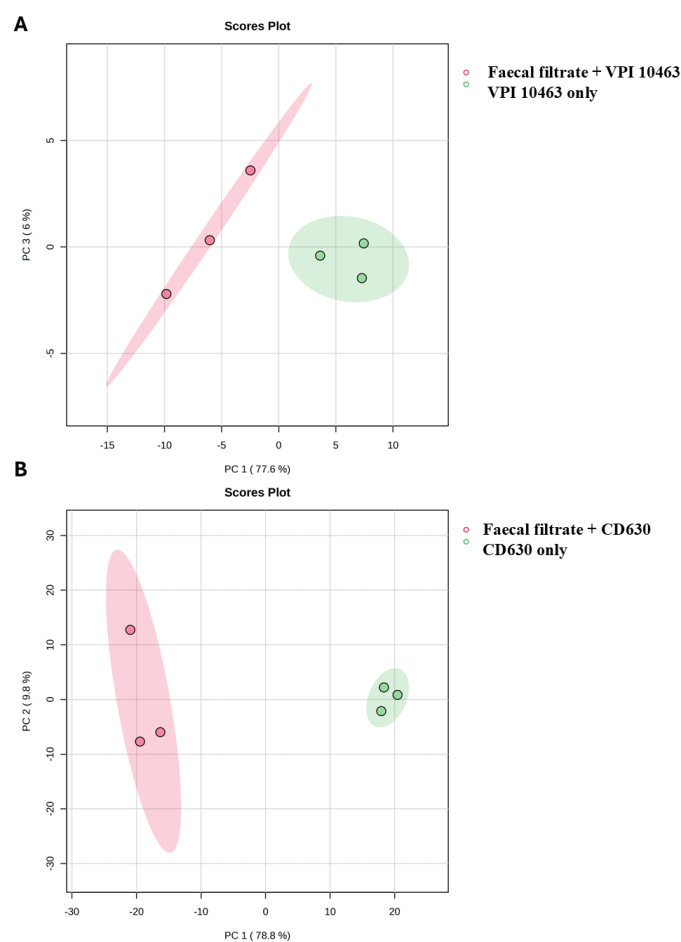 A
Scores Plot
Faecal filtrate + VPI 10463
VPI 10463 only
PC 3 ( 6 %)
5
0
-5
-15 -10 -5 0 5 10
PC 1 ( 77.6 %)
B
Scores Plot
Faecal filtrate + CD630
CD630 only
PC 2 ( 9.8 %)
30
20
10
0
-10
-20
-30
-30 -20 -10 0 10 20
PC 1 ( 78.8 %)